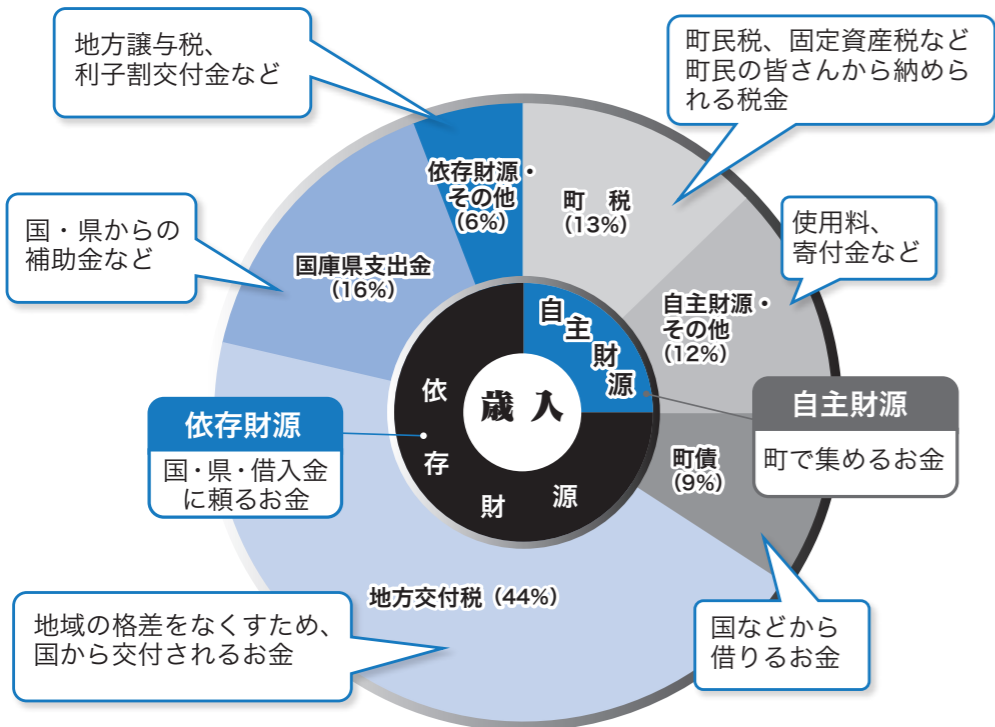 地方譲与税、
利子割交付金など
町民税、固定資産税など
町民の皆さんから納めら
れる税金
依存財源・
その他
(6%)
町　税
(13%)
国・県からの
補助金など
使用料、
寄付金など
国庫県支出金
(16%)
自主財源・
その他
(12%)
自主財源
歳入
依存財源
依存財源
国・県・借入金
に頼るお金
自主財源
町で集めるお金
町債
(9%)
地方交付税（44%）
地域の格差をなくすため、
国から交付されるお金
国などから
借りるお金